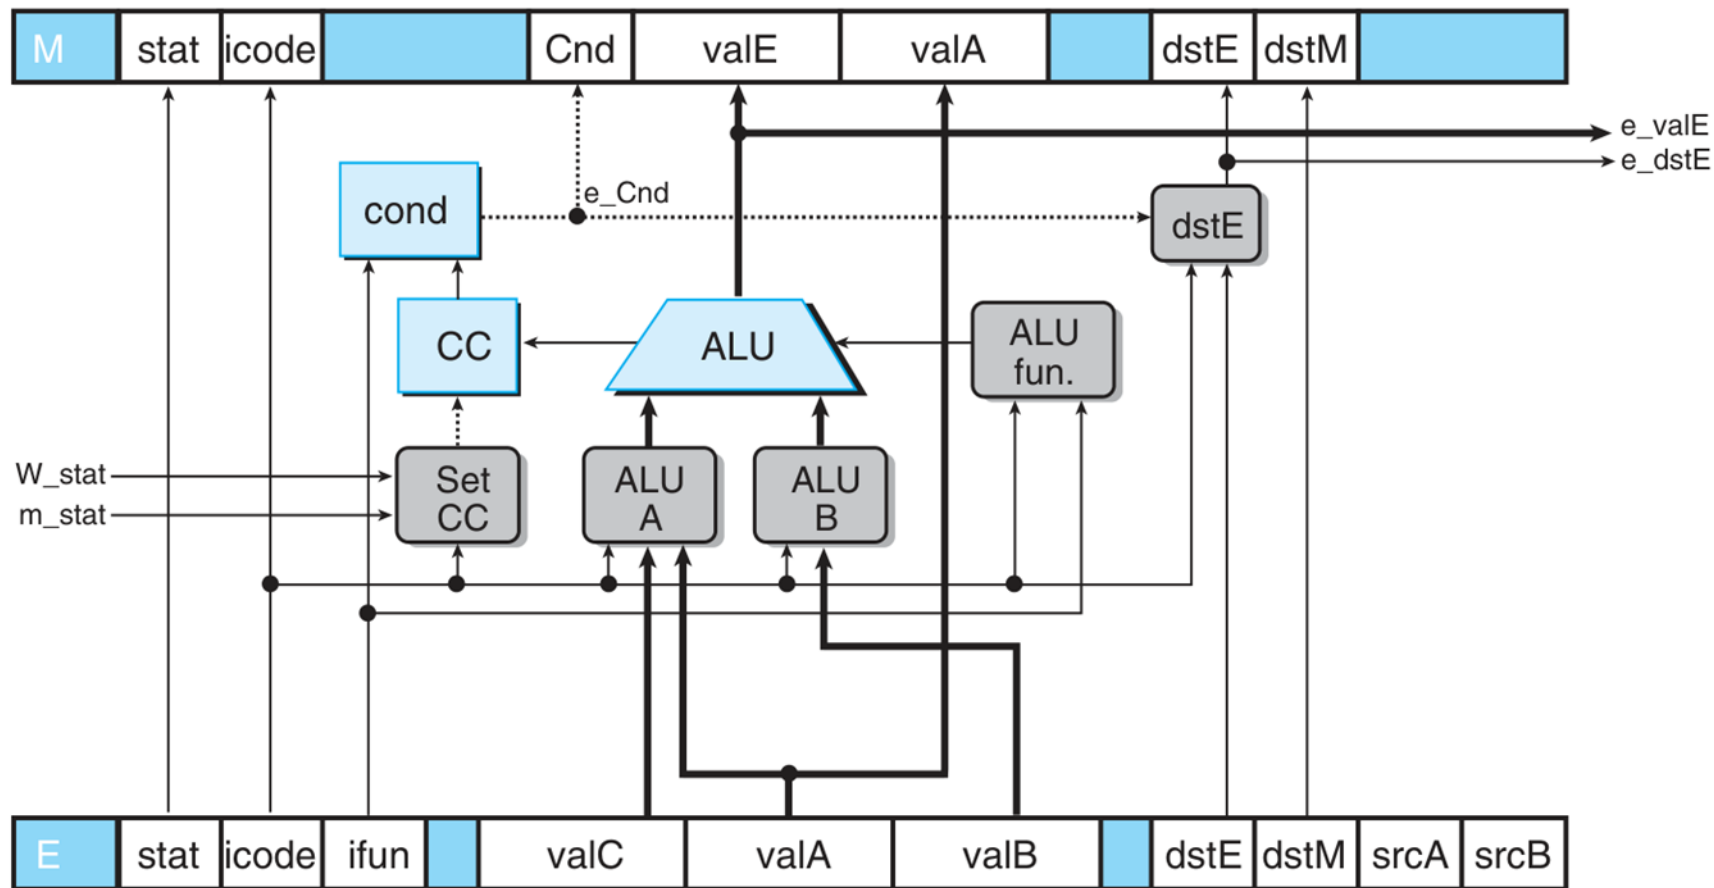 M stat icode Cnd valE valA dstE dstM
e_valE
e_dstE
e_Cnd
cond
dstE
CC
ALU
ALU
fun.
W_stat
m_stat
Set
CC
ALU
A
ALU
B
E stat icode ifun valC valA valB dstE dstM srcA srcB